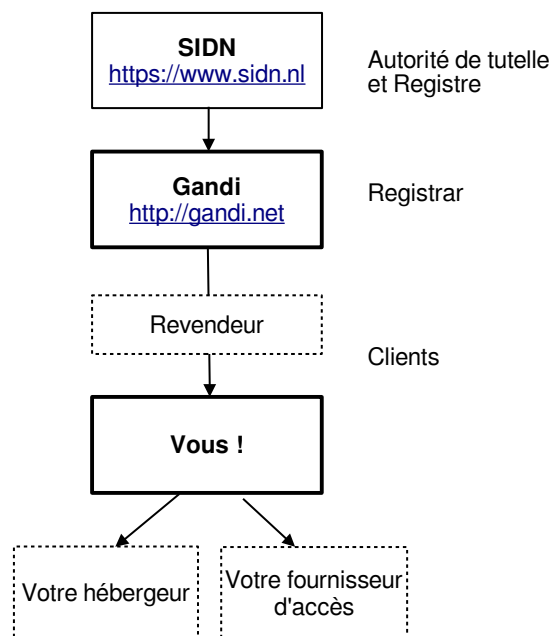 SIDN
https://www.sidn.nl
Autorité de tutelle
et Registre
Gandi
http://gandi.net
Registrar
Revendeur
Clients
Vous !
Votre hébergeur
Votre fournisseur
d'accès